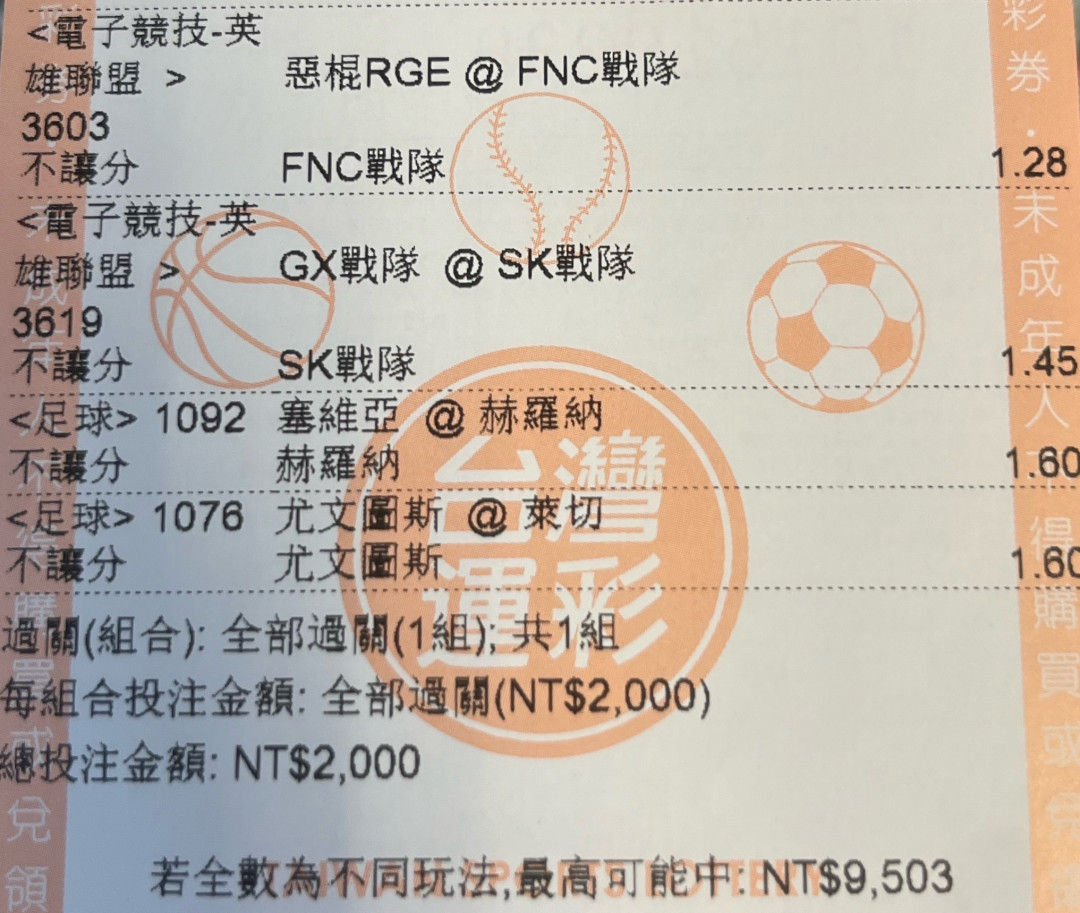 <電子競技-英
雄聯盟 > 惡棍RGE @ FNC戰隊
3603
不讓分 FNC戰隊 1.28
<電子競技-英
雄聯盟 > GX戰隊 @ SK戰隊
3619
不讓分 SK戰隊 1.45
<足球> 1092 塞維亞 @ 赫羅納
不讓分 赫羅納 1.60
<足球> 1076 尤文圖斯 @ 萊切
不讓分 尤文圖斯 1.60
過關(組合): 全部過關(1組); 共1組
每組合投注金額: 全部過關(NT$2,000)
總投注金額: NT$2,000
若全數為不同玩法,最高可能中: NT$9,503
台灣
運彩
彩券·未成年人不得購買或兌領